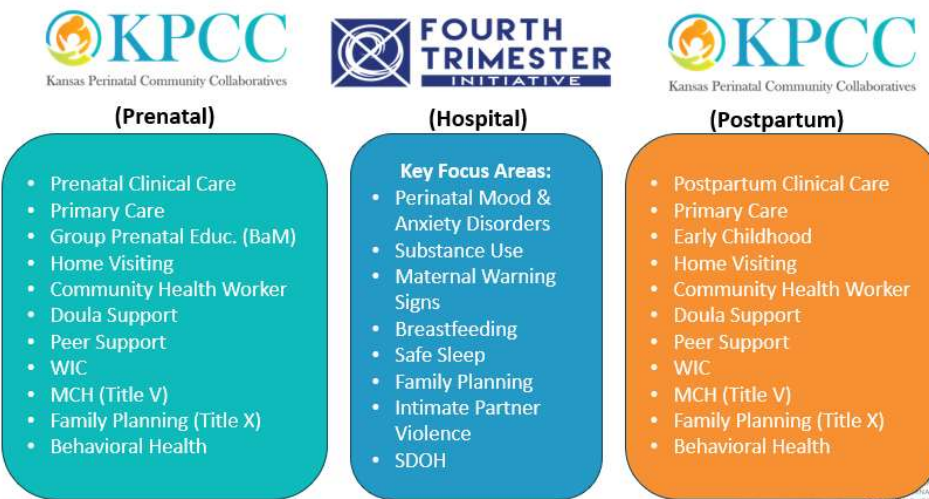 KPCC
Kansas Perinatal Community Collaboratives
(Prenatal)
• Prenatal Clinical Care
• Primary Care
• Group Prenatal Educ. (BaM)
• Home Visiting
• Community Health Worker
• Doula Support
• Peer Support
• WIC
• MCH (Title V)
• Family Planning (Title X)
• Behavioral Health
FOURTH
TRIMESTER
INITIATIVE
(Hospital)
Key Focus Areas:
• Perinatal Mood &
Anxiety Disorders
• Substance Use
• Maternal Warning
Signs
• Breastfeeding
• Safe Sleep
• Family Planning
• Intimate Partner
Violence
• SDOH
KPCC
Kansas Perinatal Community Collaboratives
(Postpartum)
• Postpartum Clinical Care
• Primary Care
• Early Childhood
• Home Visiting
• Community Health Worker
• Doula Support
• Peer Support
• WIC
• MCH (Title V)
• Family Planning (Title X)
• Behavioral Health